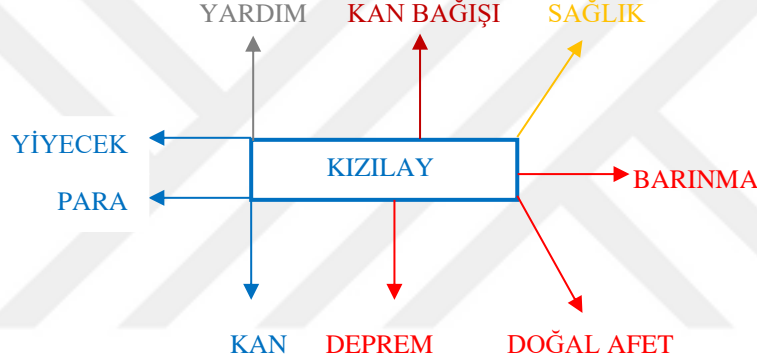 YARDIM KAN BAĞIŞI SAĞLIK
YİYECEK
KIZILAY
BARINMA
PARA
KAN DEPREM DOĞAL AFET